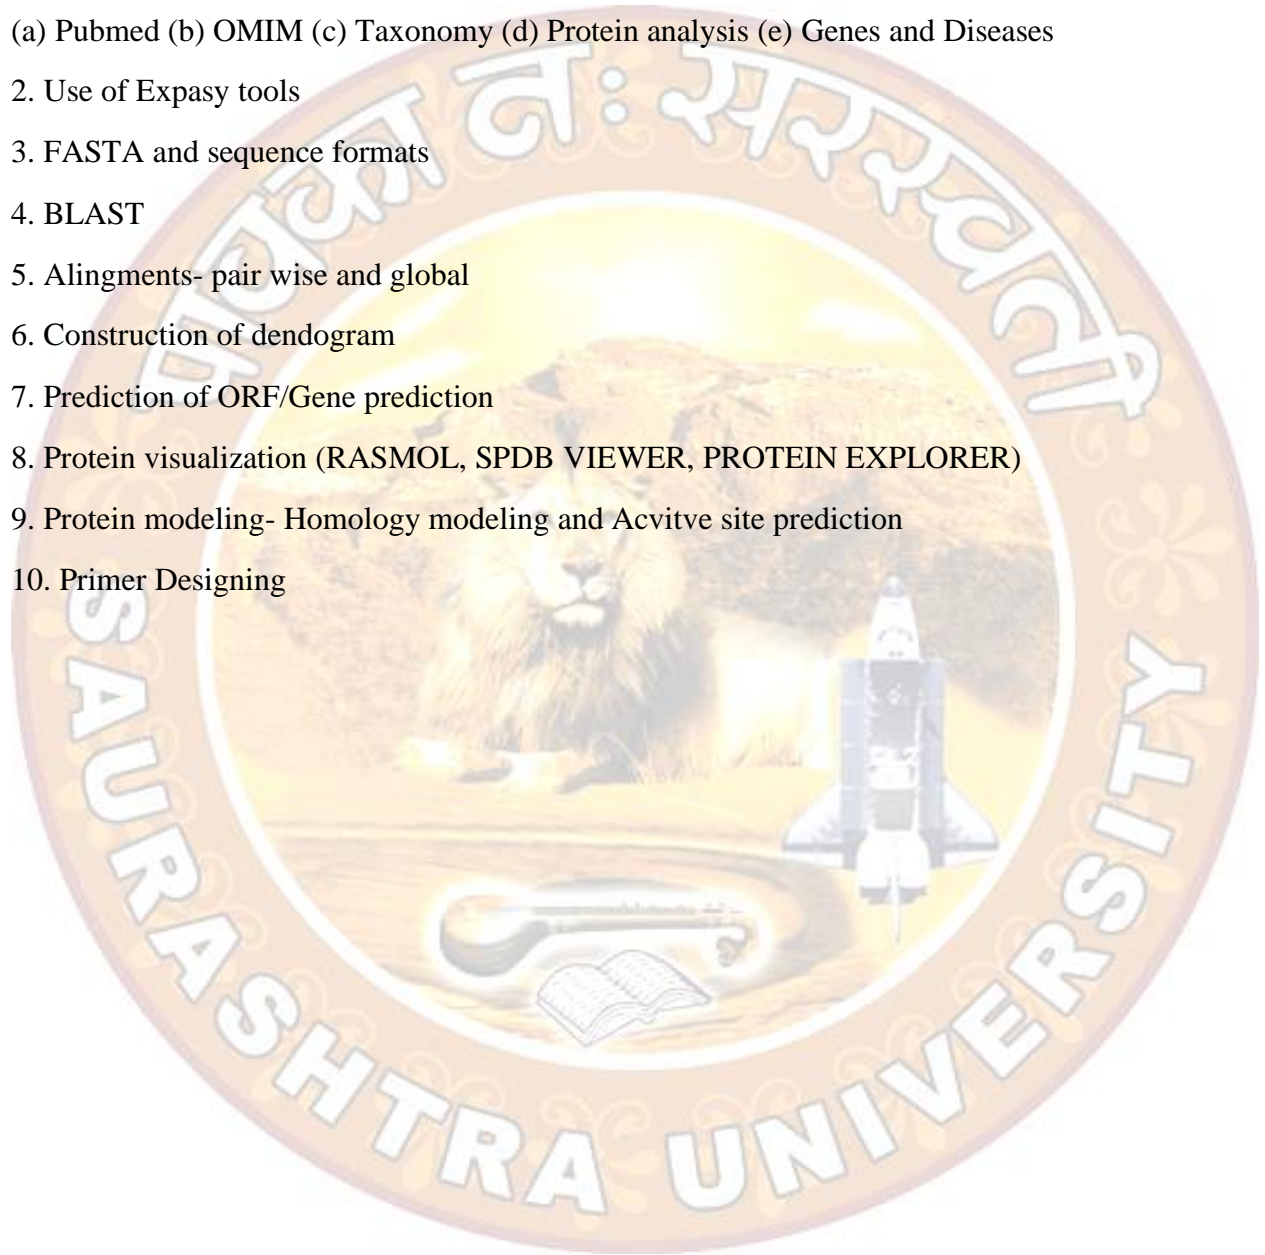 (a) Pubmed (b) OMIM (c) Taxonomy (d) Protein analysis (e) Genes and Diseases
2. Use of Expasy tools
3. FASTA and sequence formats
4. BLAST
5. Alingments- pair wise and global
6. Construction of dendogram
7. Prediction of ORF/Gene prediction
8. Protein visualization (RASMOL, SPDB VIEWER, PROTEIN EXPLORER)
9. Protein modeling- Homology modeling and Acvitve site prediction
10. Primer Designing
पावका नः सरस्वती
SAURASHTRA UNIVERSITY